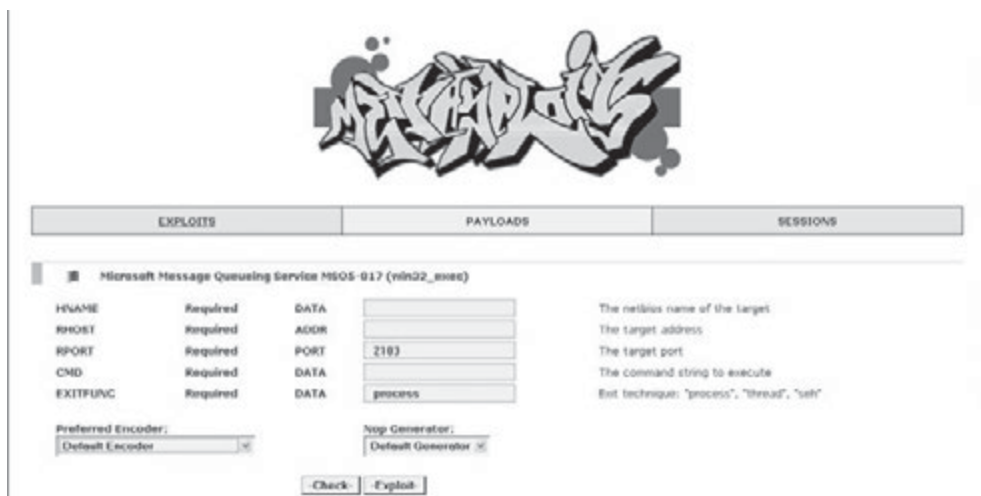 METASPLOIT
EXPLOITS PAYLOADS SESSIONS
Microsoft Message Queueing Service MS05-017 (win32_exec)
HNAME Required DATA The netbios name of the target
RHOST Required ADDR The target address
RPORT Required PORT 2103 The target port
CMD Required DATA The command string to execute
EXITFUNC Required DATA process Exit technique: "process", "thread", "seh"
Preferred Encoder: Nop Generator:
Default Encoder Default Generator
-Check- -Exploit-